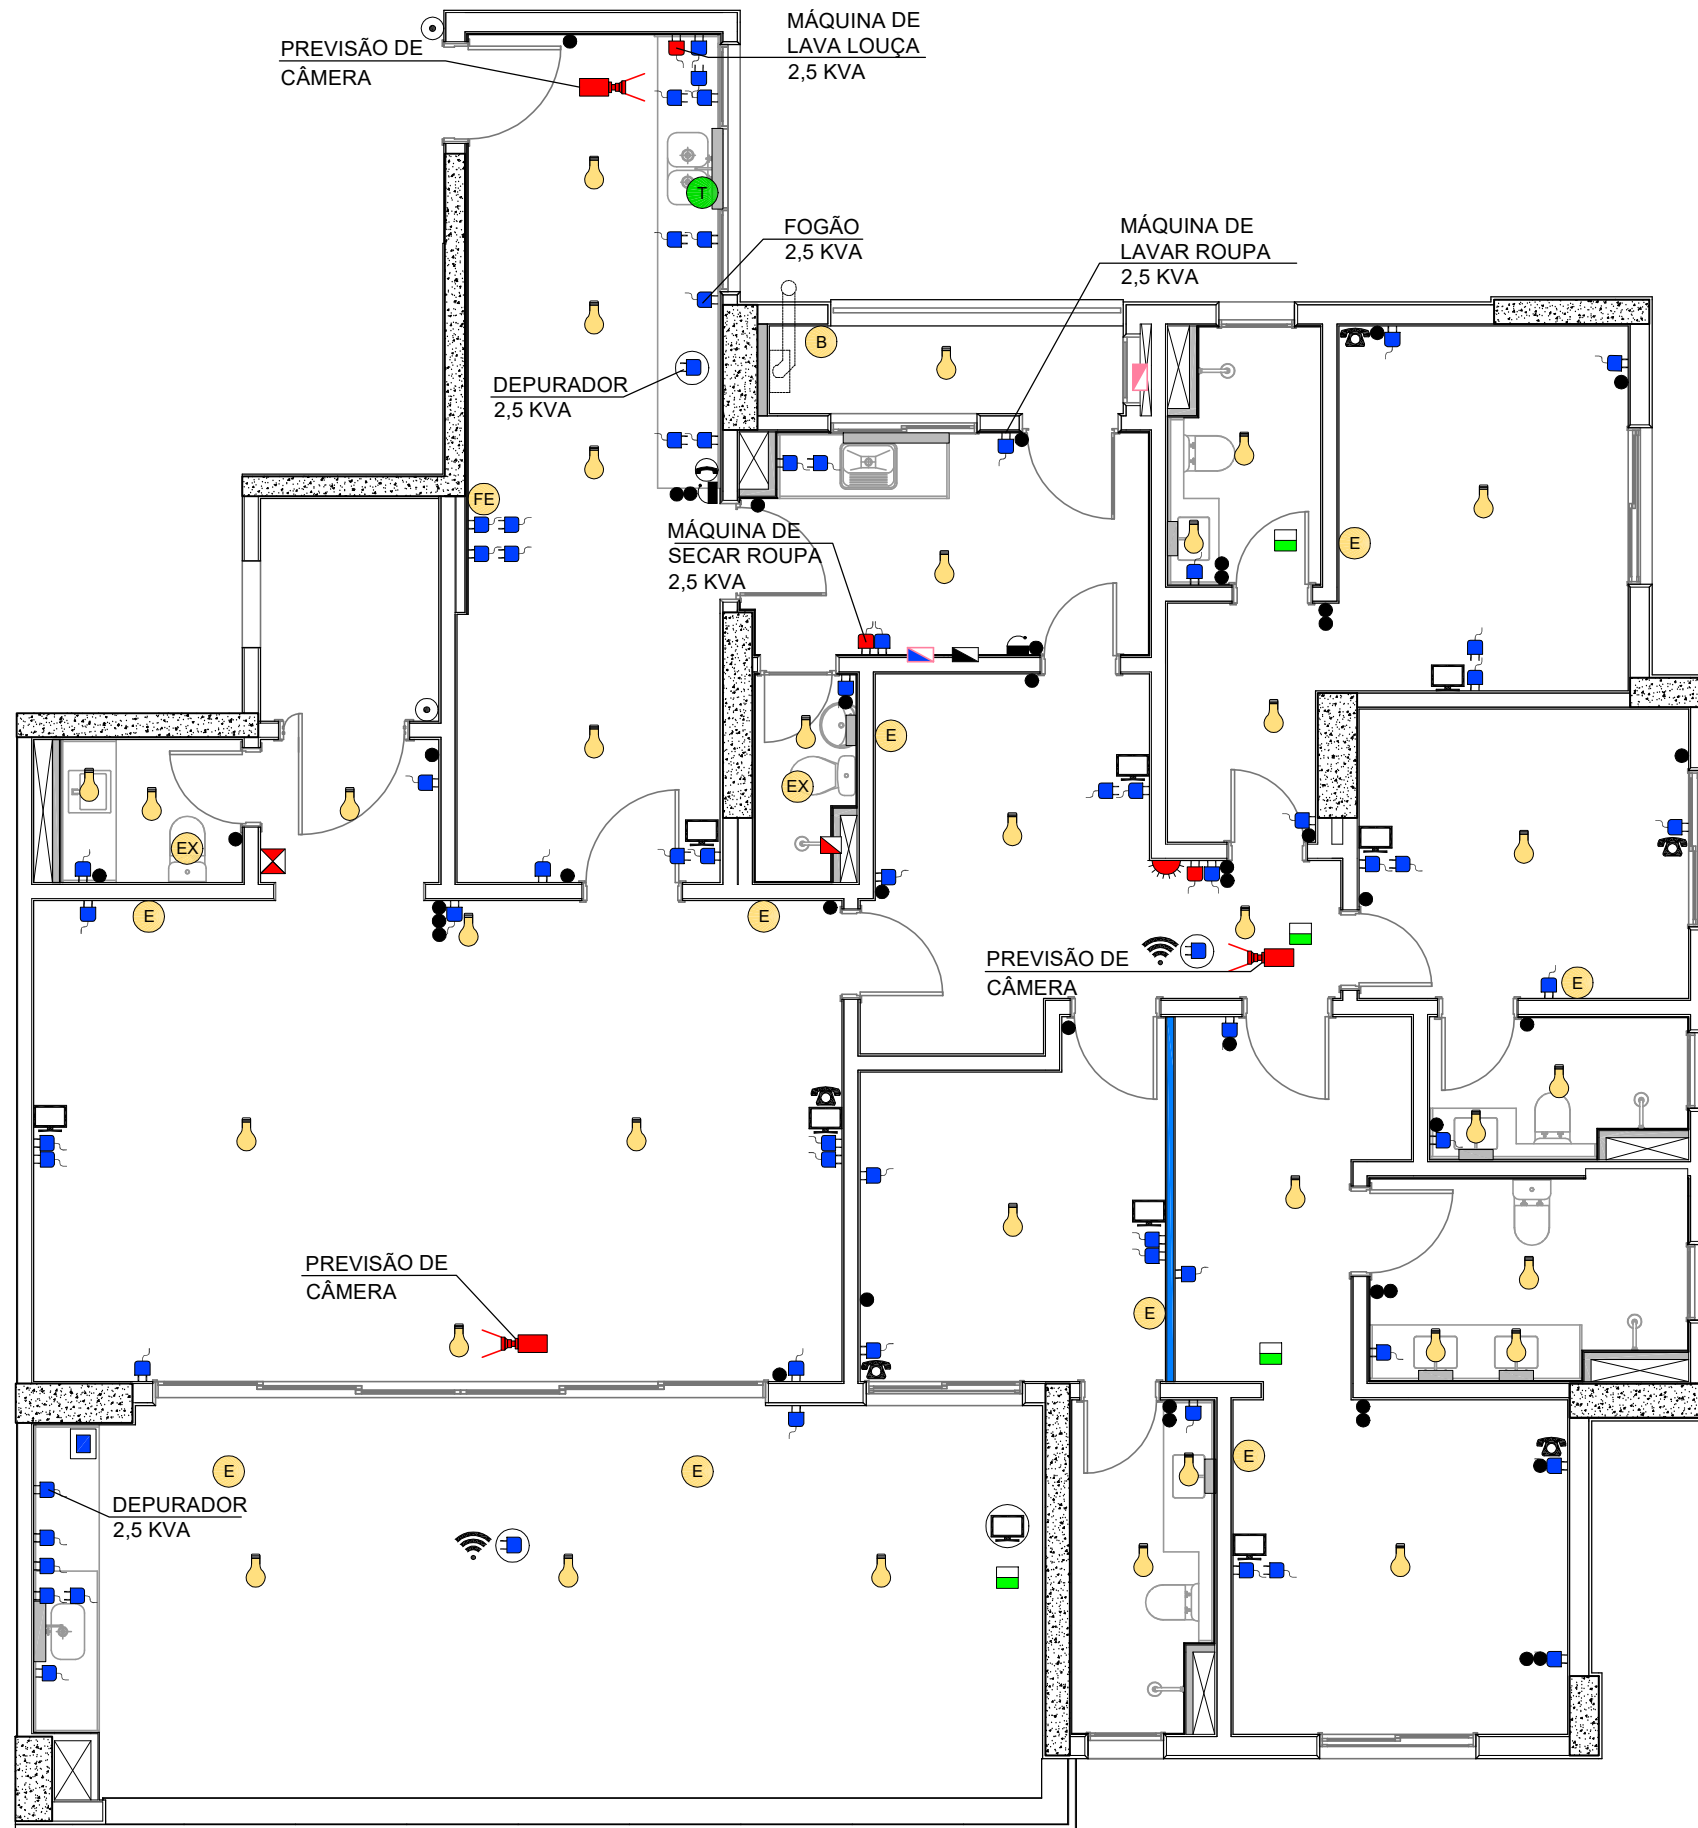 MÁQUINA DE
LAVA LOUÇA
2,5 KVA
PREVISÃO DE
CÂMERA
T
FOGÃO
2,5 KVA
MÁQUINA DE
LAVAR ROUPA
2,5 KVA
B
DEPURADOR
2,5 KVA
FE
MÁQUINA DE
SECAR ROUPA
2,5 KVA
E
E
EX
EX
E
E
PREVISÃO DE
CÂMERA
E
PREVISÃO DE
CÂMERA
E
E
E
E
DEPURADOR
2,5 KVA